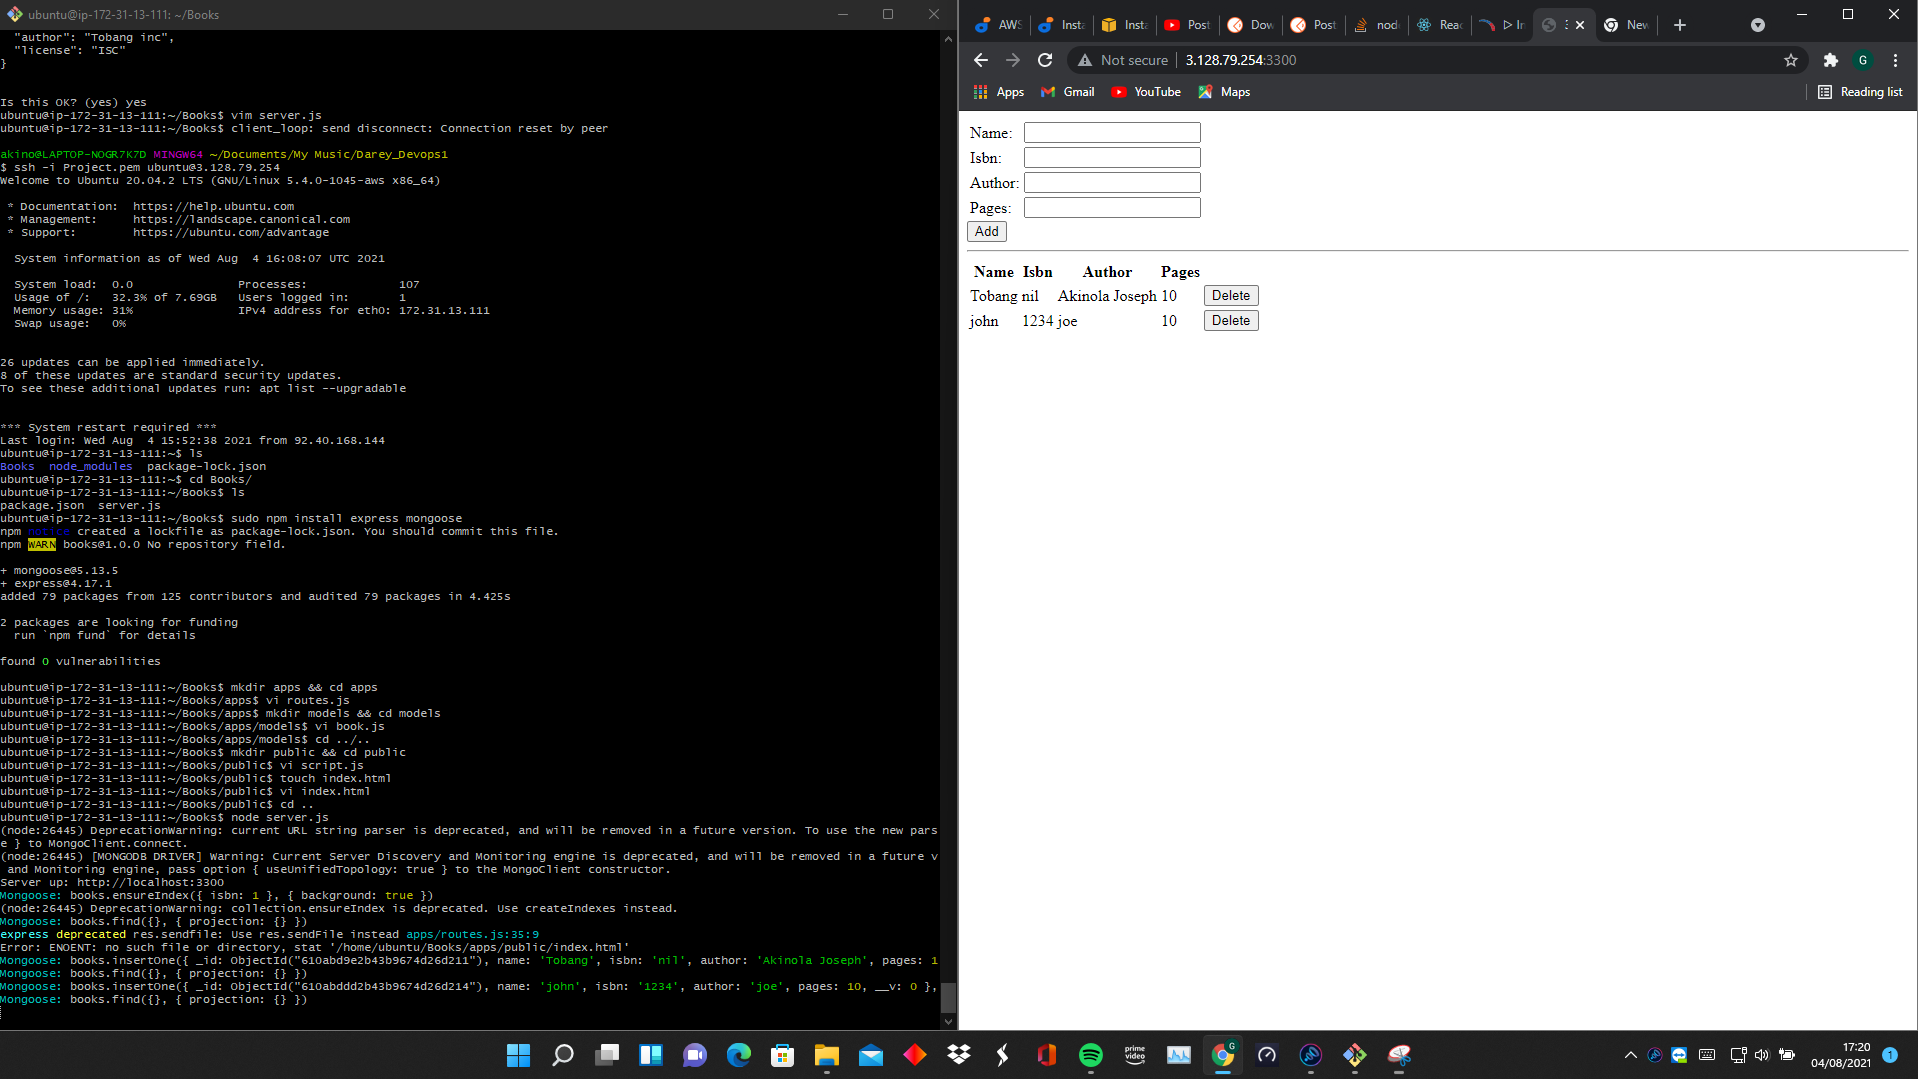 ubuntu@ip-172-31-13-111: ~/Books
"author": "Tobang inc",
"license": "ISC"
}
Is this OK? (yes) yes
ubuntu@ip-172-31-13-111:~/Books$ vim server.js
ubuntu@ip-172-31-13-111:~/Books$ client_loop: send disconnect: Connection reset by peer
akino@LAPTOP-NOGR7K7D MINGW64 ~/Documents/My Music/Darey_Devops1
$ ssh -i Project.pem ubuntu@3.128.79.254
Welcome to Ubuntu 20.04.2 LTS (GNU/Linux 5.4.0-1045-aws x86_64)
* Documentation: https://help.ubuntu.com
* Management: https://landscape.canonical.com
* Support: https://ubuntu.com/advantage
System information as of Wed Aug 4 16:08:07 UTC 2021
System load: 0.0 Processes: 107
Usage of /: 32.3% of 7.69GB Users logged in: 1
Memory usage: 31% IPv4 address for eth0: 172.31.13.111
Swap usage: 0%
26 updates can be applied immediately.
8 of these updates are standard security updates.
To see these additional updates run: apt list --upgradable
*** System restart required ***
Last login: Wed Aug 4 15:52:38 2021 from 92.40.168.144
ubuntu@ip-172-31-13-111:~$ ls
Books node_modules package-lock.json
ubuntu@ip-172-31-13-111:~$ cd Books/
ubuntu@ip-172-31-13-111:~/Books$ ls
package.json server.js
ubuntu@ip-172-31-13-111:~/Books$ sudo npm install express mongoose
npm notice created a lockfile as package-lock.json. You should commit this file.
npm WARN books@1.0.0 No repository field.
+ mongoose@5.13.5
+ express@4.17.1
added 79 packages from 125 contributors and audited 79 packages in 4.425s
2 packages are looking for funding
run `npm fund` for details
found 0 vulnerabilities
ubuntu@ip-172-31-13-111:~/Books$ mkdir apps && cd apps
ubuntu@ip-172-31-13-111:~/Books/apps$ vi routes.js
ubuntu@ip-172-31-13-111:~/Books/apps$ mkdir models && cd models
ubuntu@ip-172-31-13-111:~/Books/apps/models$ vi book.js
ubuntu@ip-172-31-13-111:~/Books/apps/models$ cd ../..
ubuntu@ip-172-31-13-111:~/Books$ mkdir public && cd public
ubuntu@ip-172-31-13-111:~/Books/public$ vi script.js
ubuntu@ip-172-31-13-111:~/Books/public$ touch index.html
ubuntu@ip-172-31-13-111:~/Books/public$ vi index.html
ubuntu@ip-172-31-13-111:~/Books/public$ cd ..
ubuntu@ip-172-31-13-111:~/Books$ node server.js
(node:26445) DeprecationWarning: current URL string parser is deprecated, and will be removed in a future version. To use the new pars
e } to MongoClient.connect.
(node:26445) [MONGODB DRIVER] Warning: Current Server Discovery and Monitoring engine is deprecated, and will be removed in a future v
and Monitoring engine, pass option { useUnifiedTopology: true } to the MongoClient constructor.
Server up: http://localhost:3300
Mongoose: books.ensureIndex({ isbn: 1 }, { background: true })
(node:26445) DeprecationWarning: collection.ensureIndex is deprecated. Use createIndexes instead.
Mongoose: books.find({}, { projection: {} })
express deprecated res.sendfile: Use res.sendFile instead apps/routes.js:35:9
Error: ENOENT: no such file or directory, stat '/home/ubuntu/Books/apps/public/index.html'
Mongoose: books.insertOne({ _id: ObjectId("610abd9e2b43b9674d26d211"), name: 'Tobang', isbn: 'nil', author: 'Akinola Joseph', pages: 1
Mongoose: books.find({}, { projection: {} })
Mongoose: books.insertOne({ _id: ObjectId("610abddd2b43b9674d26d214"), name: 'john', isbn: '1234', author: 'joe', pages: 10, __v: 0 },
Mongoose: books.find({}, { projection: {} })
AWS Insta Insta Post Dow Post nod Reac In New
Not secure 3.128.79.254:3300 G
Apps Gmail YouTube Maps Reading list
Name:
Isbn:
Author:
Pages:
Add
Name Isbn Author Pages
Tobang nil Akinola Joseph 10 Delete
john 1234 joe 10 Delete
prime video
G
17:20
04/08/2021
1